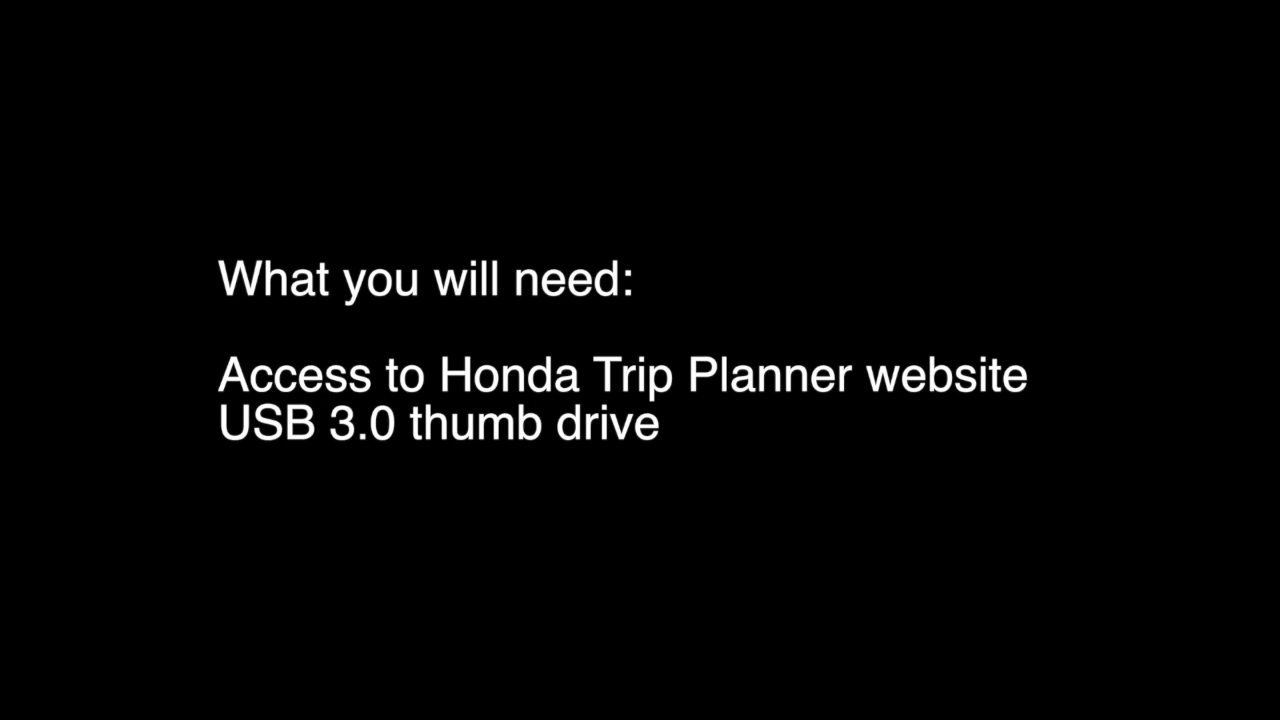 What you will need:
Access to Honda Trip Planner website
USB 3.0 thumb drive